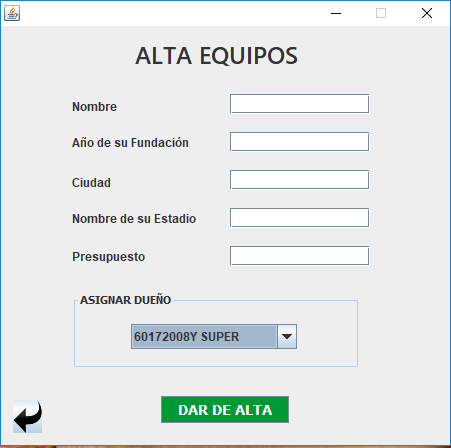 ALTA EQUIPOS
Nombre
Año de su Fundación
Ciudad
Nombre de su Estadio
Presupuesto
ASIGNAR DUEÑO
60172008Y SUPER
DAR DE ALTA